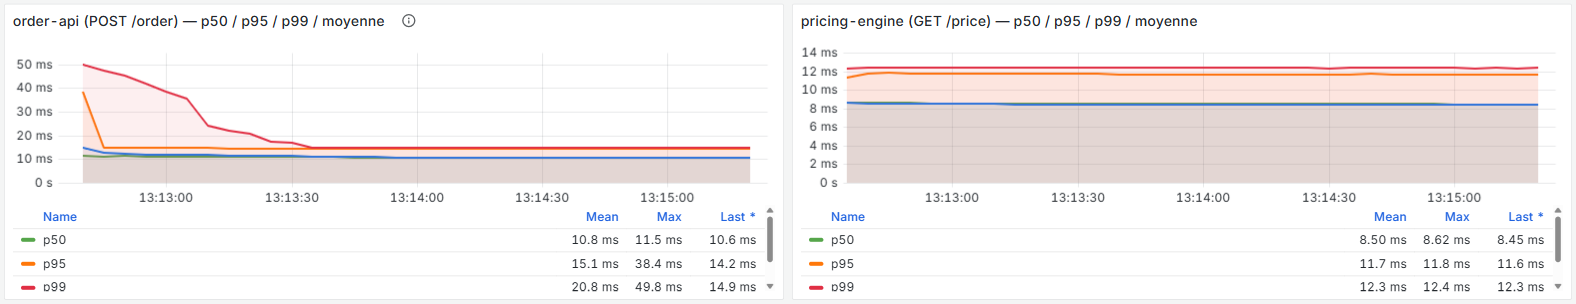 order-api (POST /order) — p50 / p95 / p99 / moyenne
50 ms
40 ms
30 ms
20 ms
10 ms
0 s
13:13:00 13:13:30 13:14:00 13:14:30 13:15:00
Name Mean Max Last *
p50 10.8 ms 11.5 ms 10.6 ms
p95 15.1 ms 38.4 ms 14.2 ms
p99 20.8 ms 49.8 ms 14.9 ms
pricing-engine (GET /price) — p50 / p95 / p99 / moyenne
14 ms
12 ms
10 ms
8 ms
6 ms
4 ms
2 ms
0 s
13:13:00 13:13:30 13:14:00 13:14:30 13:15:00
Name Mean Max Last *
p50 8.50 ms 8.62 ms 8.45 ms
p95 11.7 ms 11.8 ms 11.6 ms
p99 12.3 ms 12.4 ms 12.3 ms